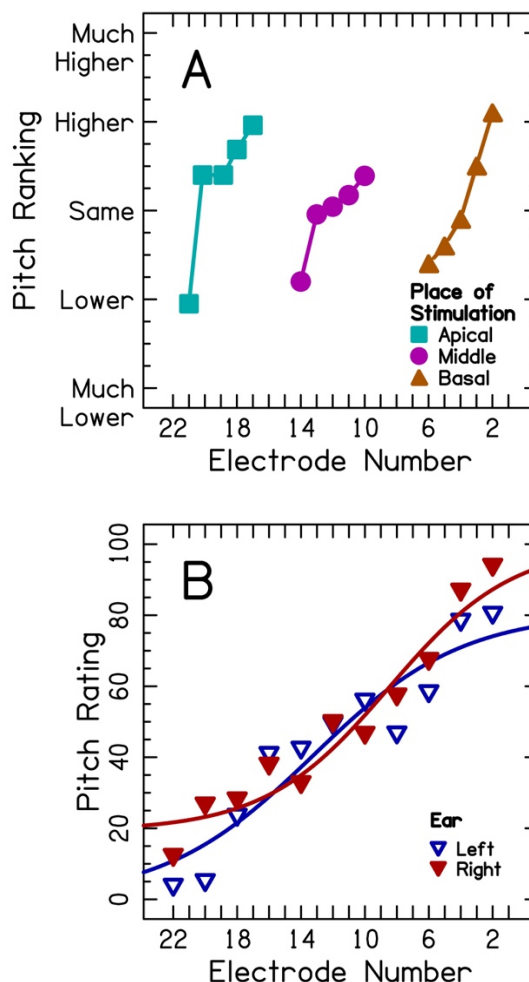 A
Much
Higher
Higher
Same
Lower
Much
Lower
Pitch Ranking
Place of
Stimulation
Apical
Middle
Basal
22 18 14 10 6 2
Electrode Number
B
100
80
60
40
20
0
Pitch Rating
Ear
Left
Right
22 18 14 10 6 2
Electrode Number